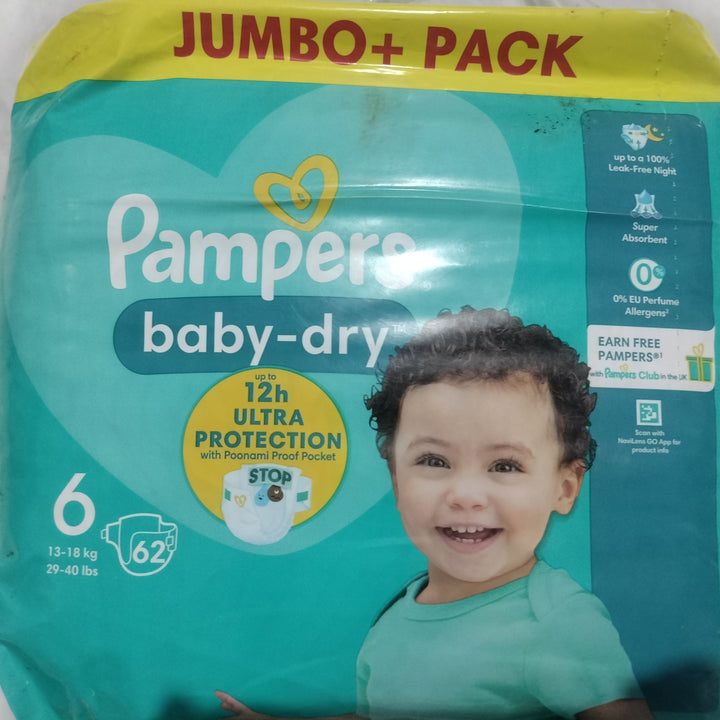 JUMBO+ PACK
Pampers
baby-dry™
up to
12h
ULTRA
PROTECTION
with Poonami Proof Pocket
STOP
6
13-18 kg
29-40 lbs
62
up to a 100%
Leak-Free Night
Super
Absorbent
0%
0% EU Perfume
Allergens²
EARN FREE
PAMPERS®†
with Pampers Club in the UK
Scan with
NaviLens GO App for
product info